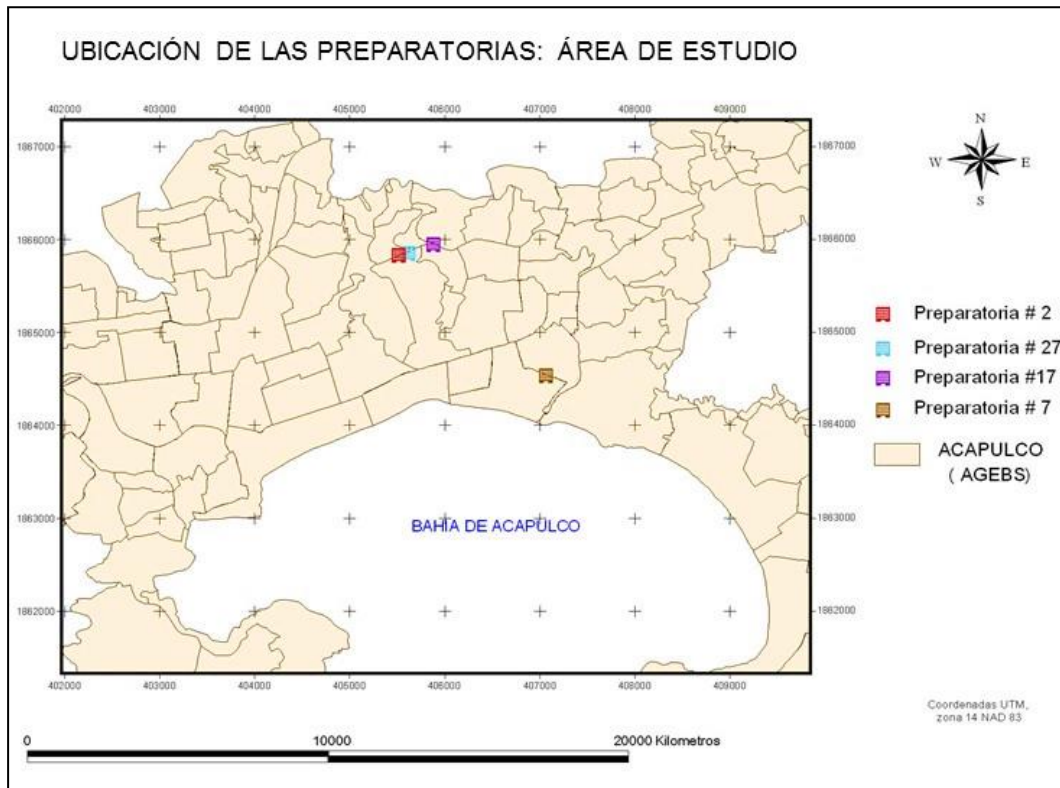 UBICACIÓN DE LAS PREPARATORIAS: ÁREA DE ESTUDIO
402000 403000 404000 405000 406000 407000 408000 409000
1867000 1867000
1866000 1866000
1865000 1865000
1864000 1864000
1863000 1863000
1862000 1862000
402000 403000 404000 405000 406000 407000 408000 409000
BAHÍA DE ACAPULCO
N
W E
S
Preparatoria # 2
Preparatoria # 27
Preparatoria #17
Preparatoria # 7
ACAPULCO
( AGEBS)
Coordenadas UTM,
zona 14 NAD 83
0 10000 20000 Kilometros